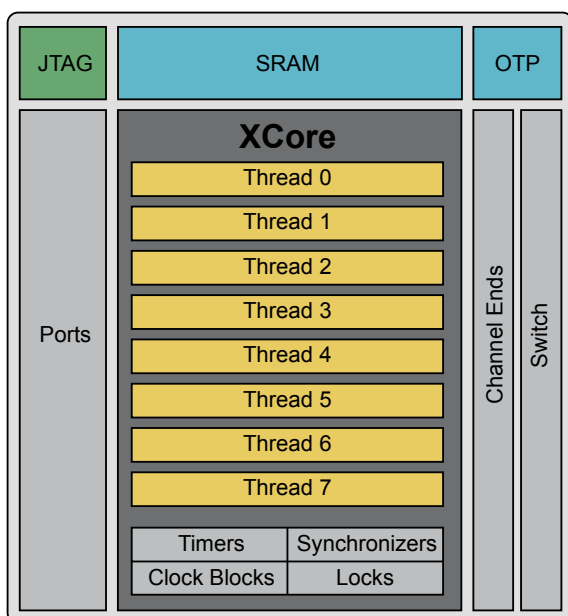 JTAG
SRAM
OTP
XCore
Thread 0
Thread 1
Thread 2
Thread 3
Thread 4
Thread 5
Thread 6
Thread 7
Ports
Channel Ends
Switch
Timers
Synchronizers
Clock Blocks
Locks